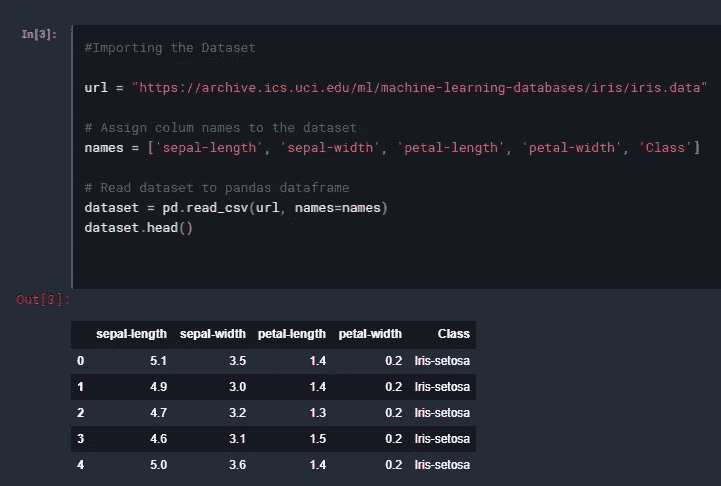 In[3]:
#Importing the Dataset
url = "https://archive.ics.uci.edu/ml/machine-learning-databases/iris/iris.data"
# Assign colum names to the dataset
names = ['sepal-length', 'sepal-width', 'petal-length', 'petal-width', 'Class']
# Read dataset to pandas dataframe
dataset = pd.read_csv(url, names=names)
dataset.head()
Out[3]:
sepal-length sepal-width petal-length petal-width Class
0 5.1 3.5 1.4 0.2 Iris-setosa
1 4.9 3.0 1.4 0.2 Iris-setosa
2 4.7 3.2 1.3 0.2 Iris-setosa
3 4.6 3.1 1.5 0.2 Iris-setosa
4 5.0 3.6 1.4 0.2 Iris-setosa